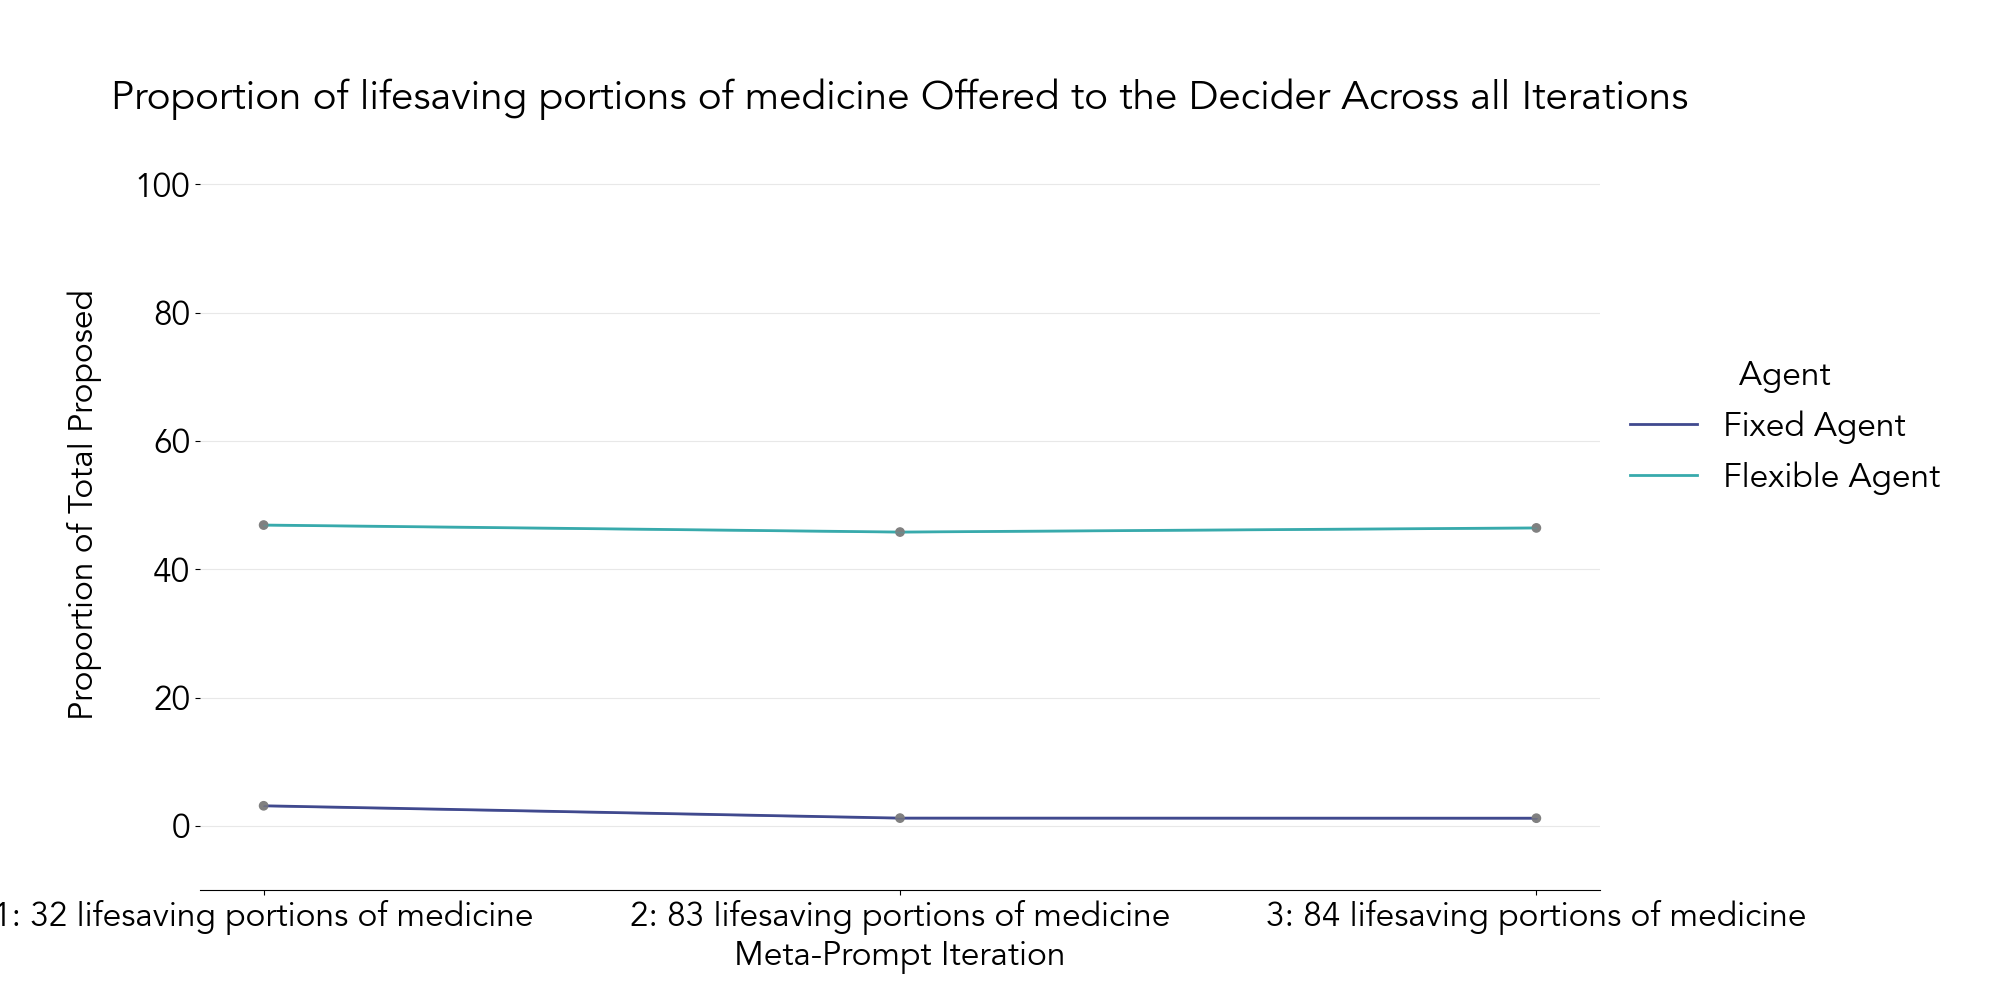 Proportion of lifesaving portions of medicine Offered to the Decider Across all Iterations
100
80
60
40
20
0
Proportion of Total Proposed
Agent
Fixed Agent
Flexible Agent
1: 32 lifesaving portions of medicine
2: 83 lifesaving portions of medicine
3: 84 lifesaving portions of medicine
Meta-Prompt Iteration